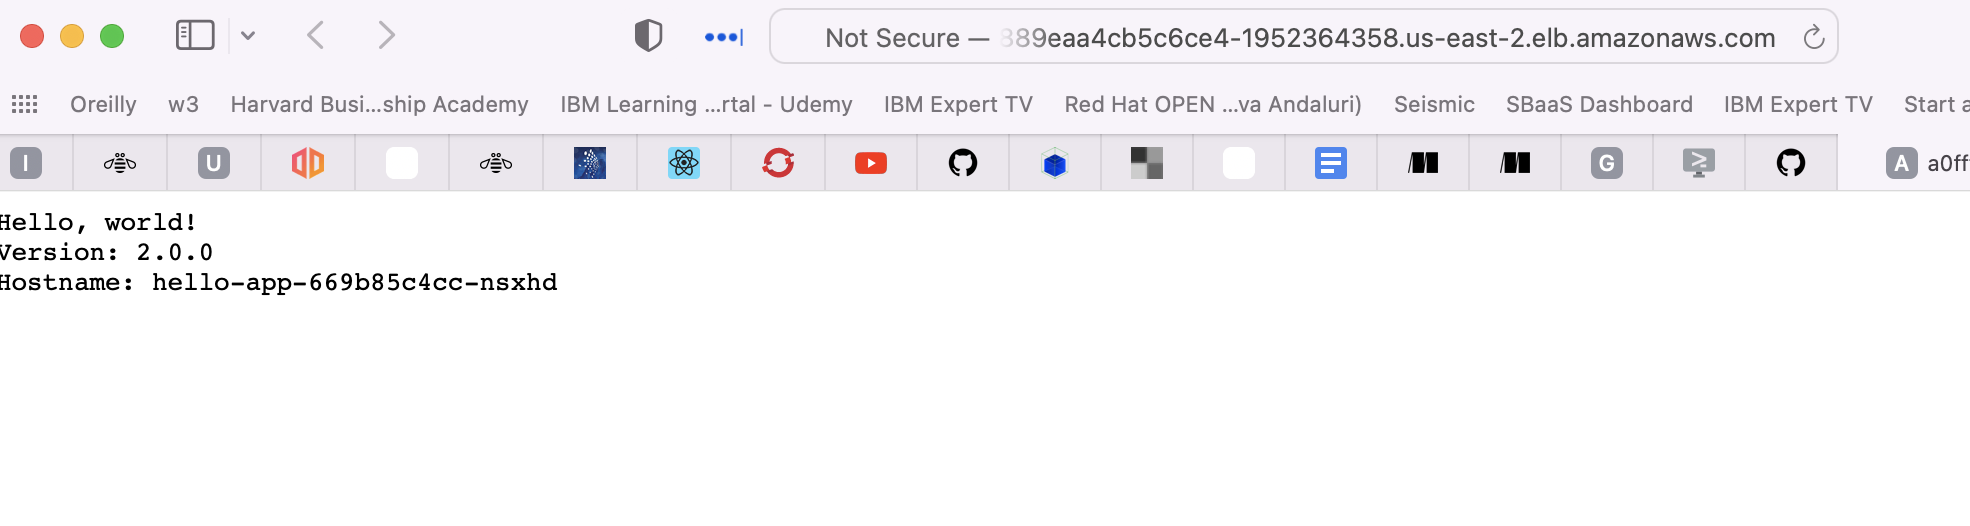 Not Secure — 889eaa4cb5c6ce4-1952364358.us-east-2.elb.amazonaws.com
Oreilly w3 Harvard Busi...ship Academy IBM Learning ...rtal - Udemy IBM Expert TV Red Hat OPEN ...va Andaluri) Seismic SBaaS Dashboard IBM Expert TV Start a
I U G A a0ff
Hello, world!
Version: 2.0.0
Hostname: hello-app-669b85c4cc-nsxhd